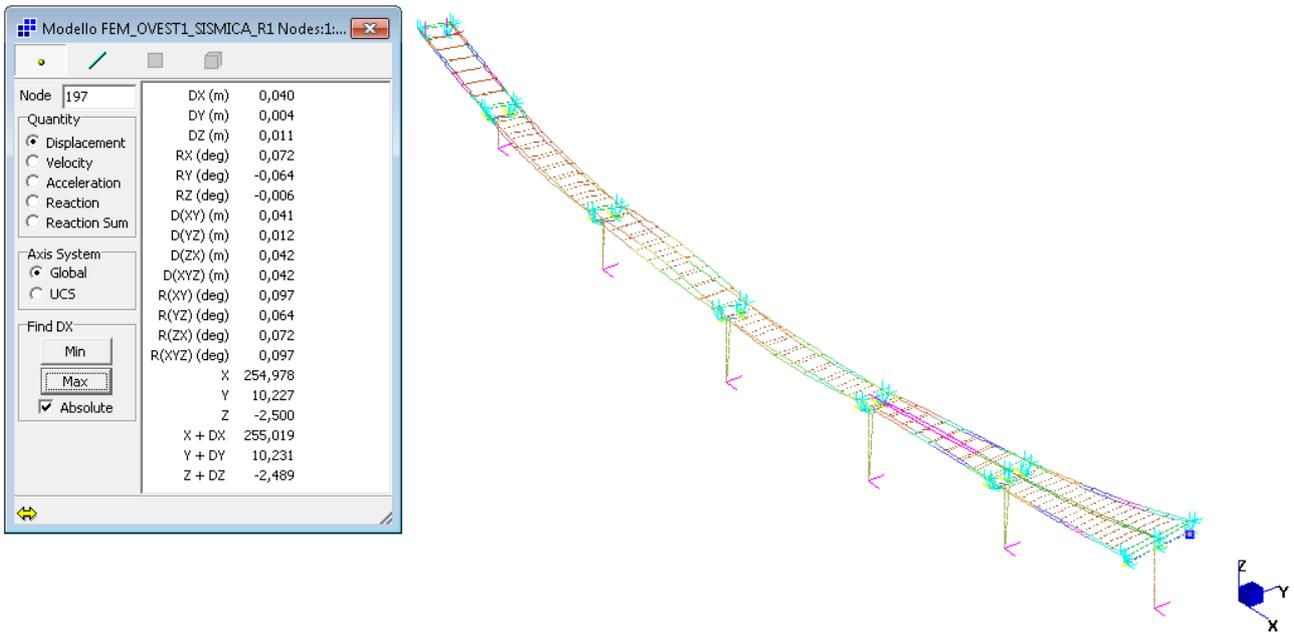 Modello FEM_OVEST1_SISMICA_R1 Nodes:1:...
Node 197
Quantity
Displacement
Velocity
Acceleration
Reaction
Reaction Sum
Axis System
Global
UCS
Find DX
Min
Max
Absolute
DX (m) 0,040
DY (m) 0,004
DZ (m) 0,011
RX (deg) 0,072
RY (deg) -0,064
RZ (deg) -0,006
D(XY) (m) 0,041
D(YZ) (m) 0,012
D(ZX) (m) 0,042
D(XYZ) (m) 0,042
R(XY) (deg) 0,097
R(YZ) (deg) 0,064
R(ZX) (deg) 0,072
R(XYZ) (deg) 0,097
X 254,978
Y 10,227
Z -2,500
X + DX 255,019
Y + DY 10,231
Z + DZ -2,489
Z
Y
X